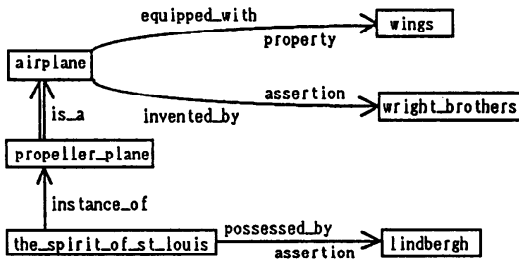 equipped_with
wings
property
airplane
assertion
is_a
invented_by
wright_brothers
propeller_plane
instance_of
possessed_by
the_spirit_of_st_louis
lindbergh
assertion